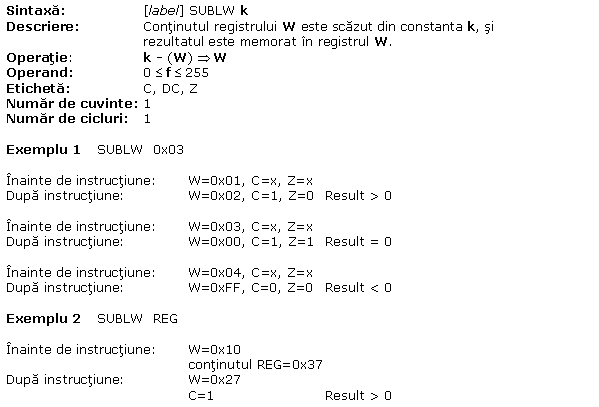 Sintaxă: [label] SUBLW k
Descriere: Conţinutul registrului W este scăzut din constanta k, şi
rezultatul este memorat în registrul W.
Operaţie: k – (W) ⇒ W
Operand: 0 ≤ f ≤ 255
Etichetă: C, DC, Z
Număr de cuvinte: 1
Număr de cicluri: 1
Exemplu 1 SUBLW 0x03
Înainte de instrucţiune: W=0x01, C=x, Z=x
După instrucţiune: W=0x02, C=1, Z=0 Result > 0
Înainte de instrucţiune: W=0x03, C=x, Z=x
După instrucţiune: W=0x00, C=1, Z=1 Result = 0
Înainte de instrucţiune: W=0x04, C=x, Z=x
După instrucţiune: W=0xFF, C=0, Z=0 Result < 0
Exemplu 2 SUBLW REG
Înainte de instrucţiune: W=0x10
conţinutul REG=0x37
După instrucţiune: W=0x27
C=1 Result > 0